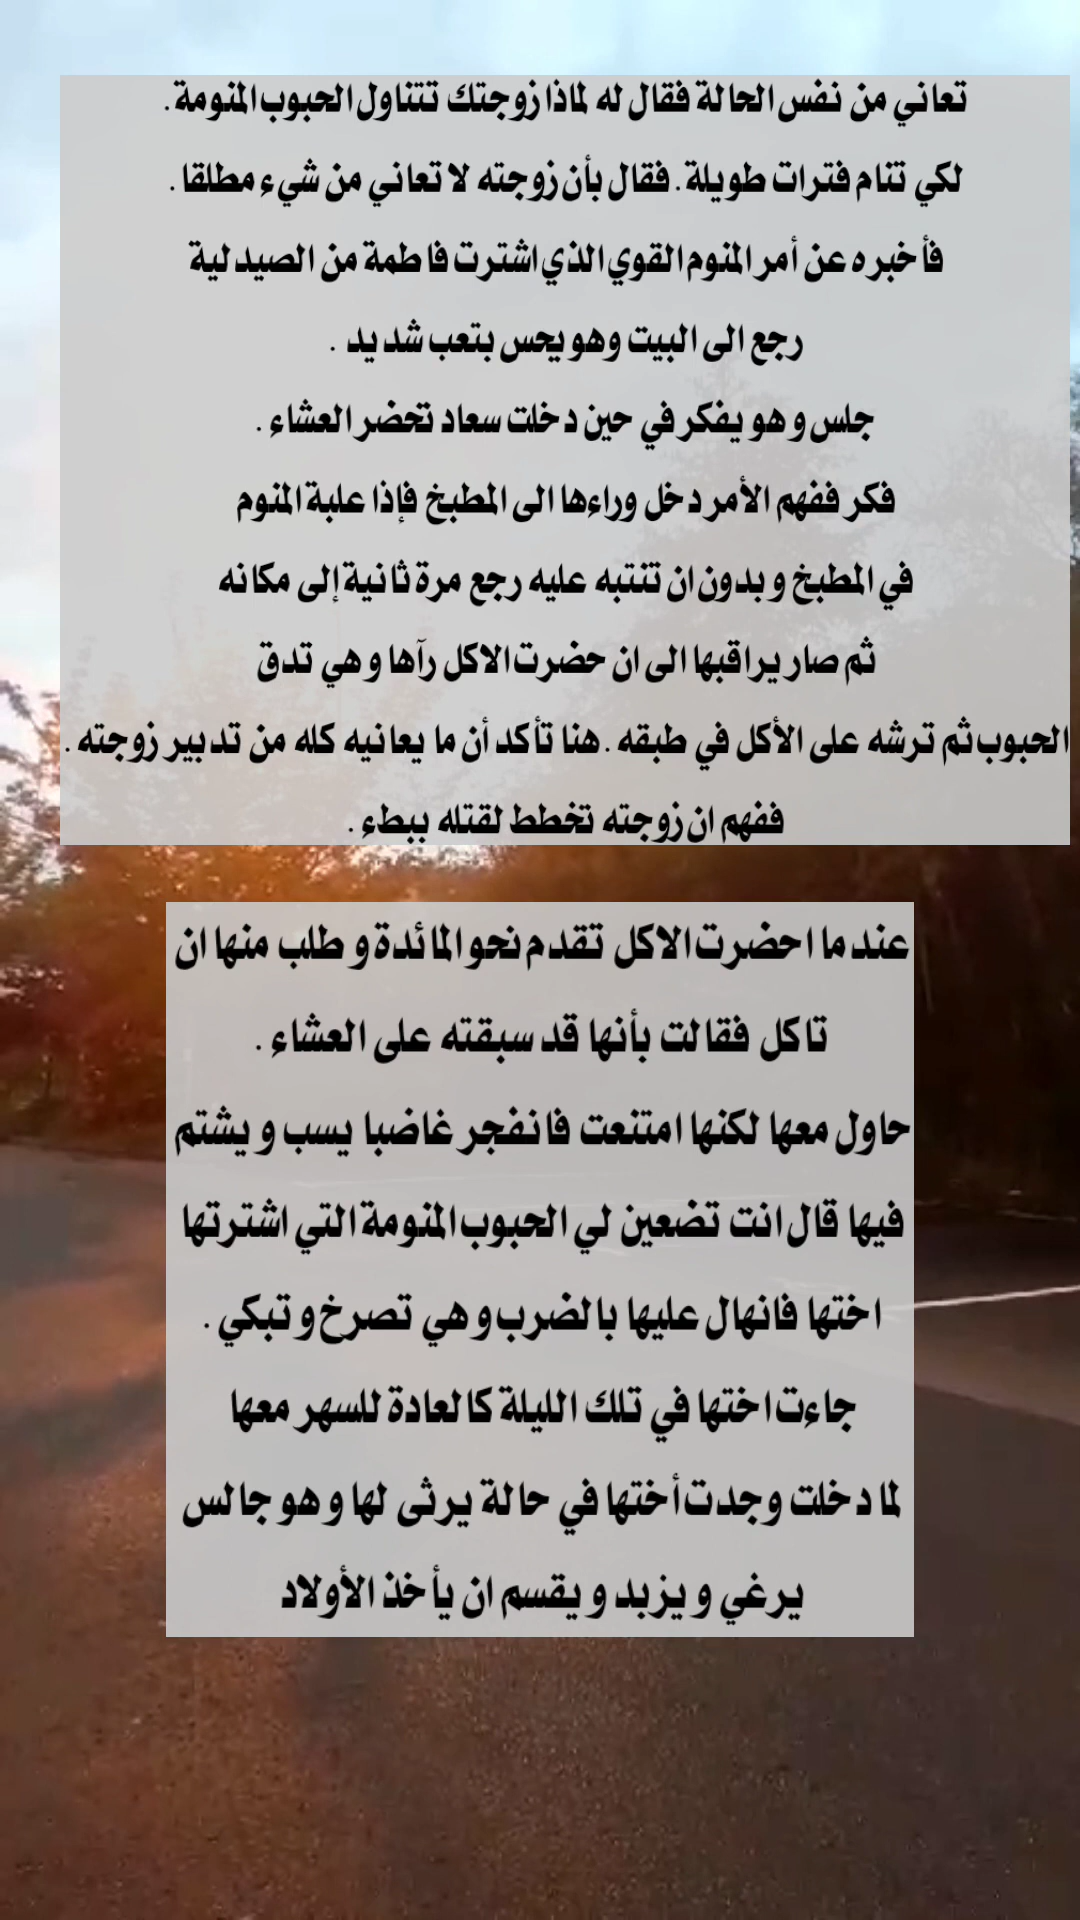 تعاني من نفس الحالة فقال له لماذا زوجتك تتناول الحبوب المنومة .
لكي تنام فترات طويلة . فقال بأن زوجته لا تعاني من شيء مطلقا .
فأخبره عن أمر المنوم القوي الذي اشترت فاطمة من الصيدلية
رجع الى البيت وهو يحس بتعب شديد .
جلس و هو يفكر في حين دخلت سعاد تحضر العشاء .
فكر ففهم الأمر دخل وراءها الى المطبخ فإذا علبة المنوم
في المطبخ و بدون ان تنتبه عليه رجع مرة ثانية إلى مكانه
ثم صار يراقبها الى ان حضرت الاكل رآها و هي تدق
الحبوب ثم ترشه على الأكل في طبقه . هنا تأكد أن ما يعانيه كله من تدبير زوجته .
ففهم ان زوجته تخطط لقتله ببطء .
عندما احضرت الاكل تقدم نحو المائدة و طلب منها ان
تاكل فقالت بأنها قد سبقته على العشاء .
حاول معها لكنها امتنعت فانفجر غاضبا يسب و يشتم
فيها قال انت تضعين لي الحبوب المنومة التي اشترتها
اختها فانهال عليها بالضرب و هي تصرخ و تبكي .
جاءت اختها في تلك الليلة كالعادة للسهر معها
لما دخلت وجدت أختها في حالة يرثى لها و هو جالس
يرغي و يزبد و يقسم ان يأخذ الأولاد